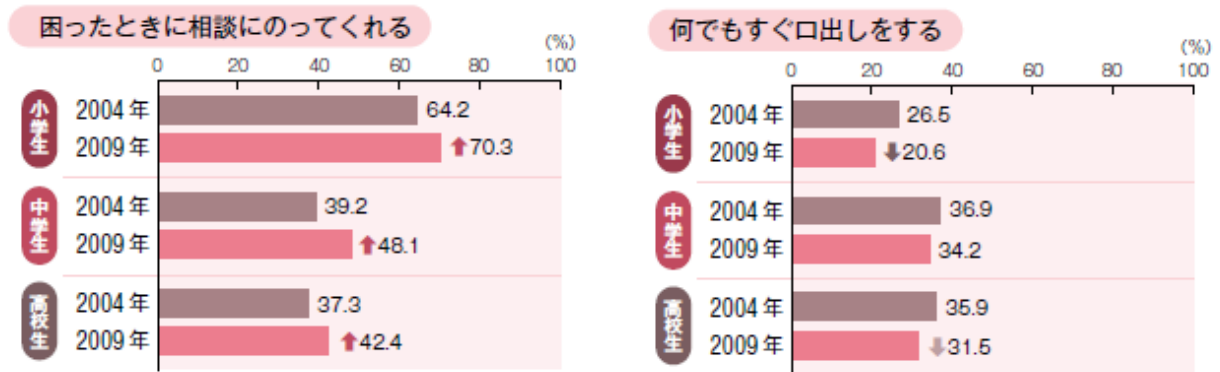 困ったときに相談にのってくれる
(%)
0 20 40 60 80 100
小学生
2004年 64.2
2009年 ⬆70.3
中学生
2004年 39.2
2009年 ⬆48.1
高校生
2004年 37.3
2009年 ⬆42.4
何でもすぐ口出しをする
(%)
0 20 40 60 80 100
小学生
2004年 26.5
2009年 ⬇20.6
中学生
2004年 36.9
2009年 34.2
高校生
2004年 35.9
2009年 ⬇31.5